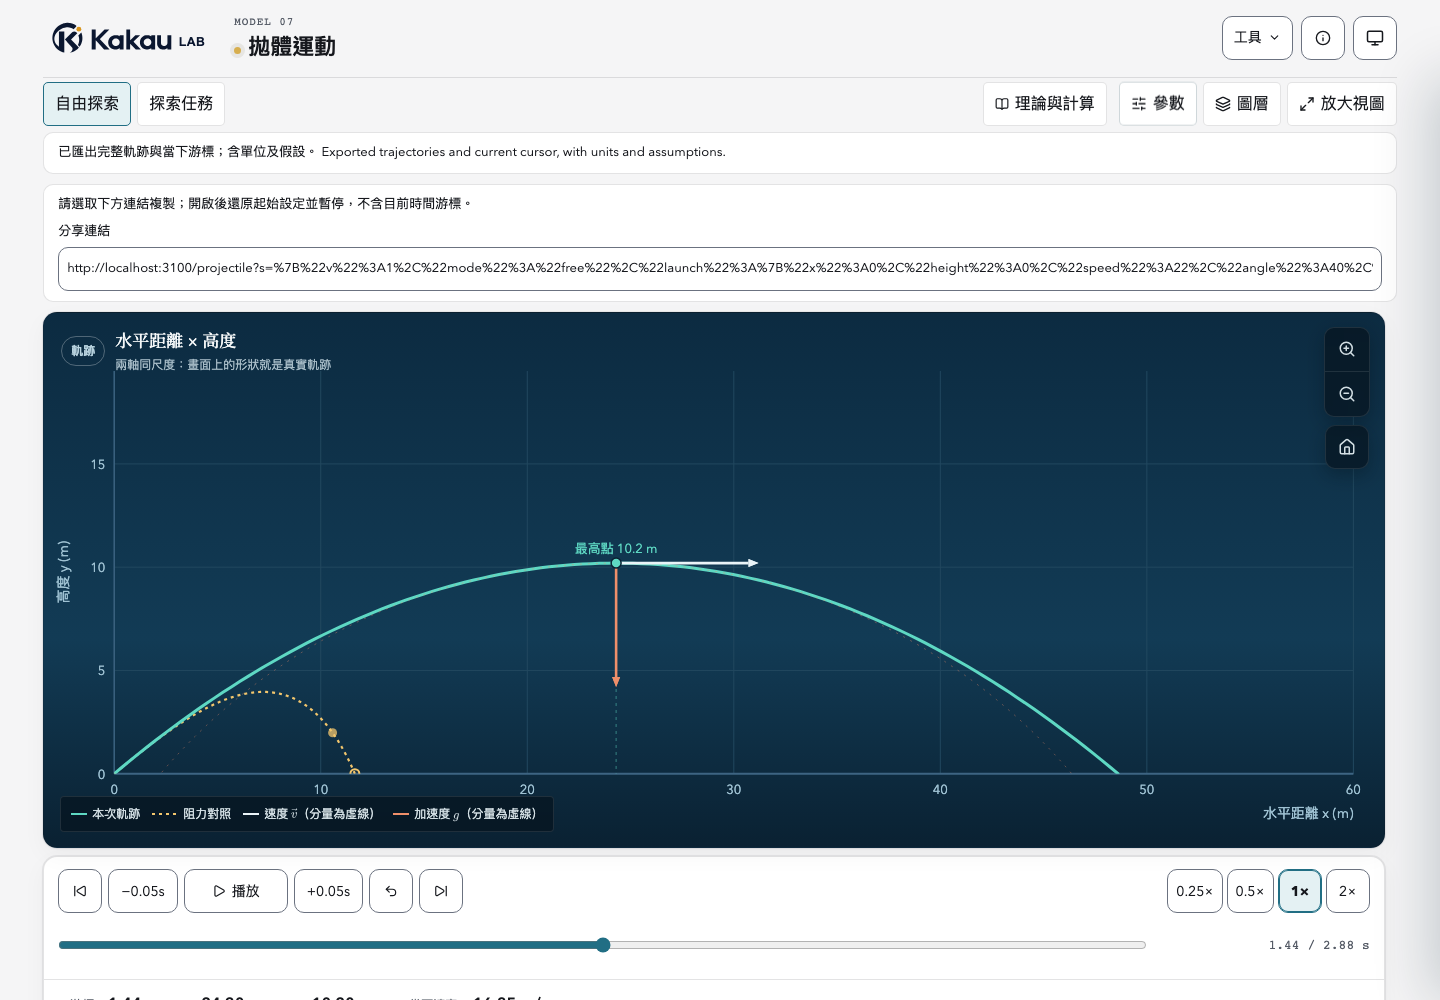 MODEL 07
Kakau LAB
拋體運動
工具
自由探索
探索任務
理論與計算
參數
圖層
放大視圖
已匯出完整軌跡與當下游標；含單位及假設。 Exported trajectories and current cursor, with units and assumptions.
請選取下方連結複製；開啟後還原起始設定並暫停，不含目前時間游標。
分享連結
http://localhost:3100/projectile?s=%7B%22v%22%3A1%2C%22mode%22%3A%22free%22%2C%22launch%22%3A%7B%22x%22%3A0%2C%22height%22%3A0%2C%22speed%22%3A22%2C%22angle%22%3A40%2C
軌跡
水平距離 × 高度
兩軸同尺度：畫面上的形狀就是真實軌跡
15
10
5
0
高度 y (m)
最高點 10.2 m
0
10
20
30
40
50
60
水平距離 x (m)
本次軌跡
阻力對照
速度 v⃗（分量為虛線）
加速度 g（分量為虛線）
−0.05s
播放
+0.05s
0.25×
0.5×
1×
2×
1.44 / 2.88 s